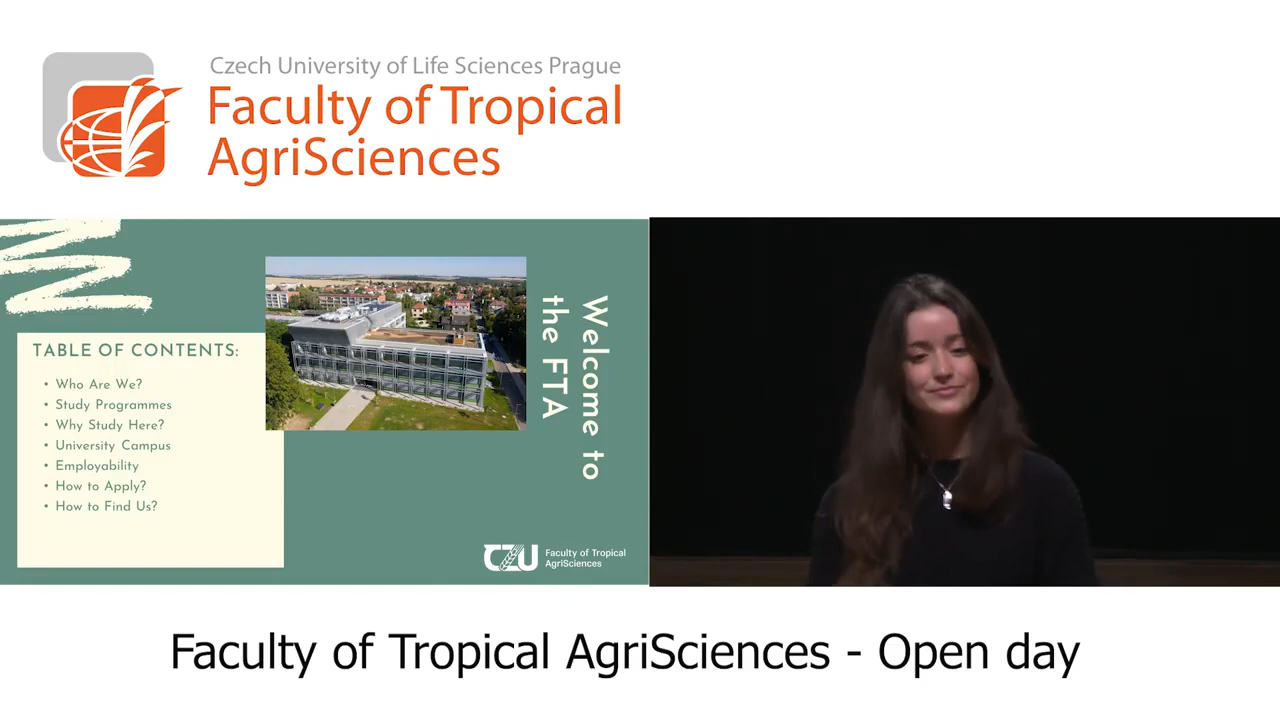 Czech University of Life Sciences Prague
Faculty of Tropical
AgriSciences
TABLE OF CONTENTS:
• Who Are We?
• Study Programmes
• Why Study Here?
• University Campus
• Employability
• How to Apply?
• How to Find Us?
Welcome to
the FTA
CZU
Faculty of Tropical
AgriSciences
Faculty of Tropical AgriSciences - Open day